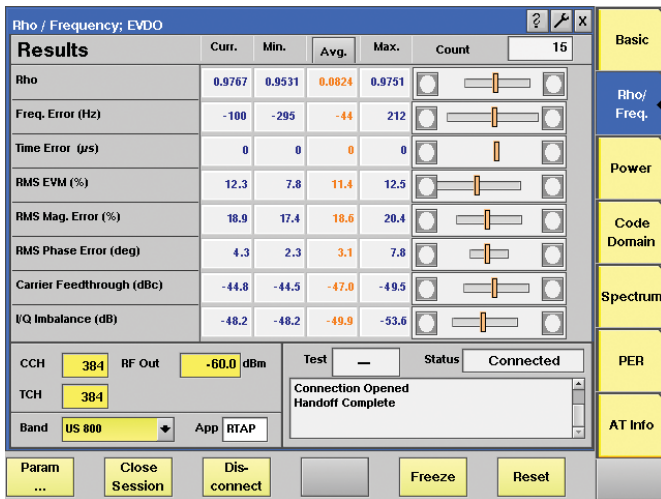 Rho / Frequency; EVDO ? x
Results Curr. Min. Avg. Max. Count 15
Rho 0.9767 0.9531 0.0824 0.9751
Freq. Error (Hz) -100 -295 -44 212
Time Error (µs) 0 0 0 0
RMS EVM (%) 12.3 7.8 11.4 12.5
RMS Mag. Error (%) 18.9 17.4 18.6 20.4
RMS Phase Error (deg) 4.3 2.3 3.1 7.8
Carrier Feedthrough (dBc) -44.8 -44.5 -47.0 -49.5
I/Q Imbalance (dB) -48.2 -48.2 -49.9 -53.6
CCH 384 RF Out -60.0 dBm Test — Status Connected
TCH 384
Connection Opened
Handoff Complete
Band US 800 App RTAP
Basic
Rho/
Freq.
Power
Code
Domain
Spectrum
PER
AT Info
Param
...
Close
Session
Dis-
connect
Freeze
Reset